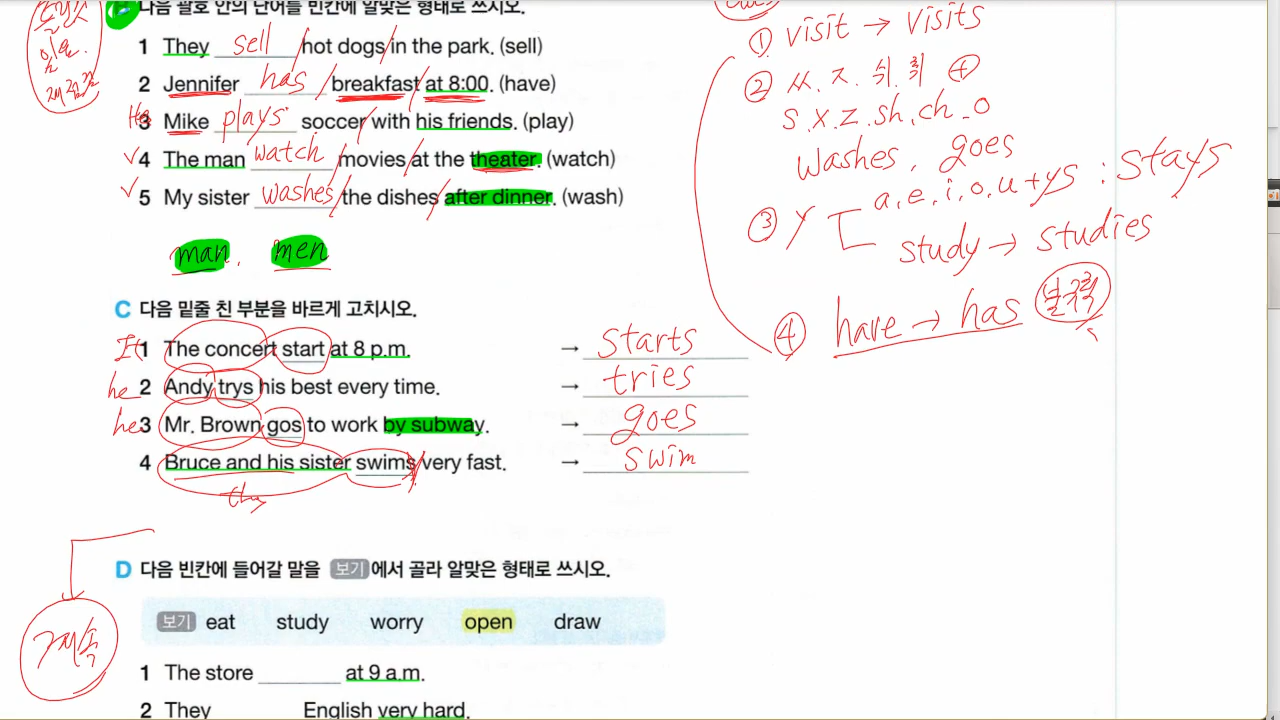 다음 괄호 안의 단어를 빈칸에 알맞은 형태로 쓰시오.
1 They sell hot dogs in the park. (sell)
2 Jennifer has breakfast at 8:00. (have)
He
3 Mike plays soccer with his friends. (play)
4 The man watch movies at the theater. (watch)
5 My sister washes the dishes after dinner. (wash)
man. men
C 다음 밑줄 친 부분을 바르게 고치시오.
It 1 The concert start at 8 p.m. → starts
he 2 Andy trys his best every time. → tries
he 3 Mr. Brown gos to work by subway. → goes
4 Bruce and his sister swims very fast. → swim
they
D 다음 빈칸에 들어갈 말을 보기 에서 골라 알맞은 형태로 쓰시오.
보기 eat study worry open draw
1 The store ________ at 9 a.m.
2 They ________ English very hard.
① visit → visits
② ㅆ.ㅈ.쉬.취 +
s.x.z.sh.ch.o
washes, goes
③ y a.e.i.o.u+ys : stays
study → studies
④ have → has 불규칙